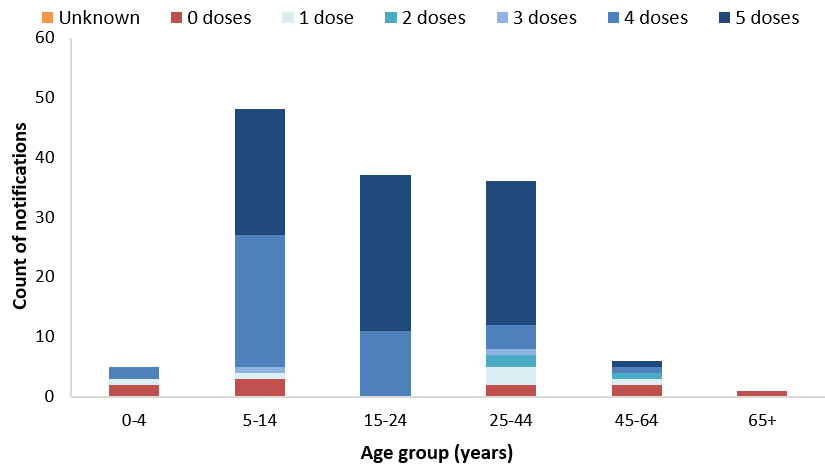 Unknown 0 doses 1 dose 2 doses 3 doses 4 doses 5 doses
60
50
40
30
20
10
0
Count of notifications
0-4 5-14 15-24 25-44 45-64 65+
Age group (years)